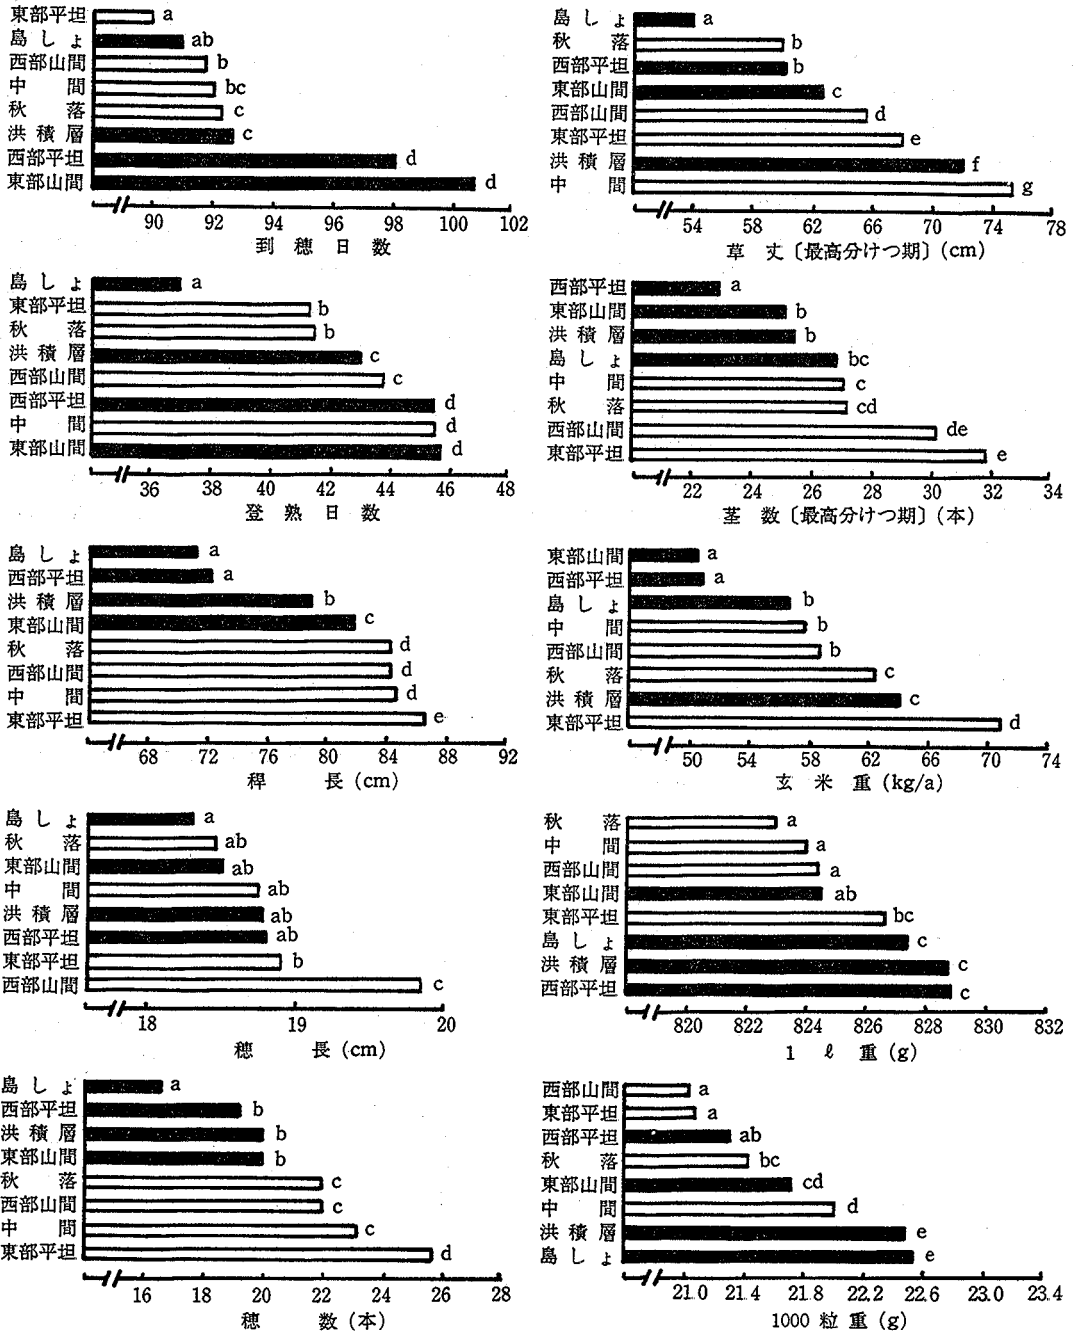 東部平坦 a
島しょ ab
西部山間 b
中間 bc
秋落 c
洪積層 c
西部平坦 d
東部山間 d
90 92 94 96 98 100 102
到穂日数
島しょ a
秋落 b
西部平坦 b
東部山間 c
西部山間 d
東部平坦 e
洪積層 f
中間 g
54 58 62 66 70 74 78
草丈〔最高分けつ期〕(cm)
島しょ a
東部平坦 b
秋落 b
洪積層 c
西部山間 c
西部平坦 d
中間 d
東部山間 d
36 38 40 42 44 46 48
登熟日数
西部平坦 a
東部山間 b
洪積層 b
島しょ bc
中間 c
秋落 cd
西部山間 de
東部平坦 e
22 24 26 28 30 32 34
茎数〔最高分けつ期〕(本)
島しょ a
西部平坦 a
洪積層 b
東部山間 c
秋落 d
西部山間 d
中間 d
東部平坦 e
68 72 76 80 84 88 92
稈長(cm)
東部山間 a
西部平坦 a
島しょ b
中間 b
西部山間 b
秋落 c
洪積層 c
東部平坦 d
50 54 58 62 66 70 74
玄米重(kg/a)
島しょ a
秋落 ab
東部山間 ab
中間 ab
洪積層 ab
西部平坦 ab
東部平坦 b
西部山間 c
18 19 20
穂長(cm)
秋落 a
中間 a
西部山間 a
東部山間 ab
東部平坦 bc
島しょ c
洪積層 c
西部平坦 c
820 822 824 826 828 830 832
1ℓ重(g)
島しょ a
西部平坦 b
洪積層 b
東部山間 b
秋落 c
西部山間 c
中間 c
東部平坦 d
16 18 20 22 24 26 28
穂数(本)
西部山間 a
東部平坦 a
西部平坦 ab
秋落 bc
東部山間 cd
中間 d
洪積層 e
島しょ e
21.0 21.4 21.8 22.2 22.6 23.0 23.4
1000粒重(g)